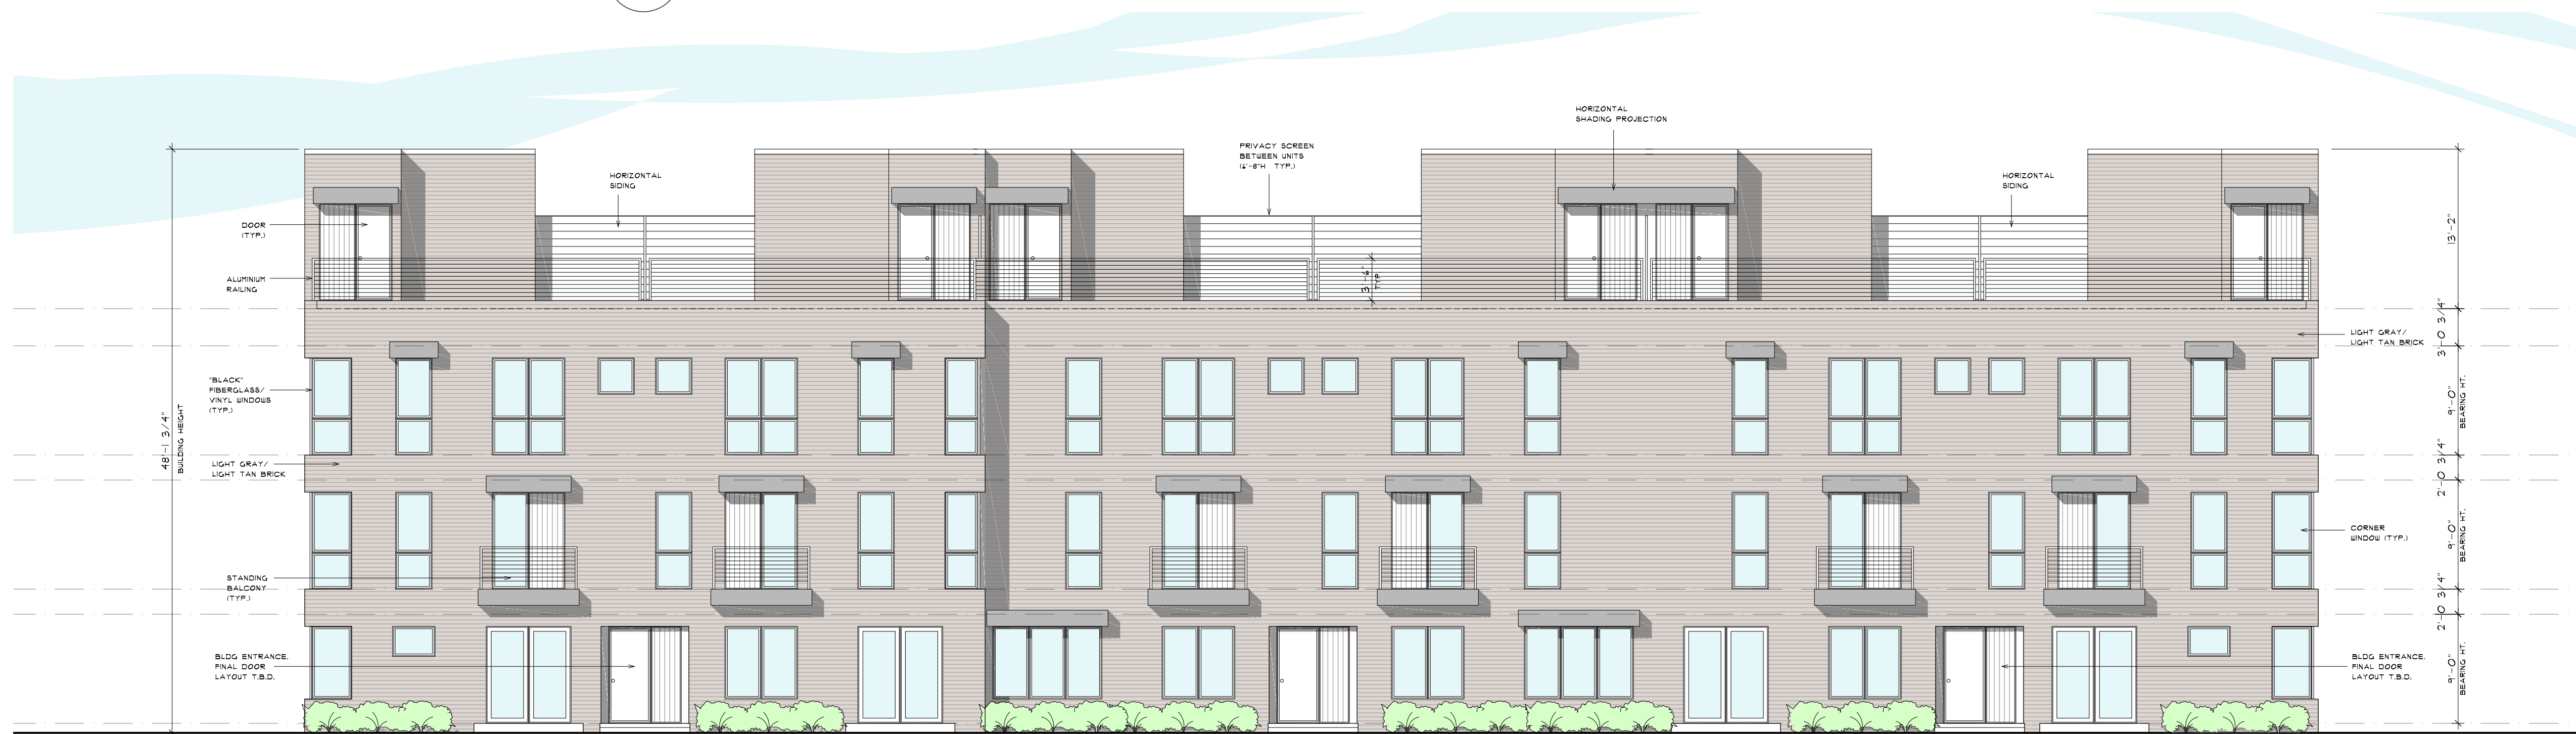 HORIZONTAL
SHADING PROJECTION
PRIVACY SCREEN
BETWEEN UNITS
(6'-8"H TYP.)
HORIZONTAL
SIDING
HORIZONTAL
SIDING
DOOR
(TYP.)
ALUMINIUM
RAILING
3'-6"
TYP.
"BLACK"
FIBERGLASS/
VINYL WINDOWS
(TYP.)
48'-1 3/4"
BUILDING HEIGHT
LIGHT GRAY/
LIGHT TAN BRICK
STANDING
BALCONY
(TYP.)
BLDG ENTRANCE.
FINAL DOOR
LAYOUT T.B.D.
13'-2"
3'-0 3/4"
LIGHT GRAY/
LIGHT TAN BRICK
9'-0"
BEARING HT.
2'-0 3/4"
CORNER
WINDOW (TYP.)
9'-0"
BEARING HT.
2'-0 3/4"
BLDG ENTRANCE.
FINAL DOOR
LAYOUT T.B.D.
9'-0"
BEARING HT.